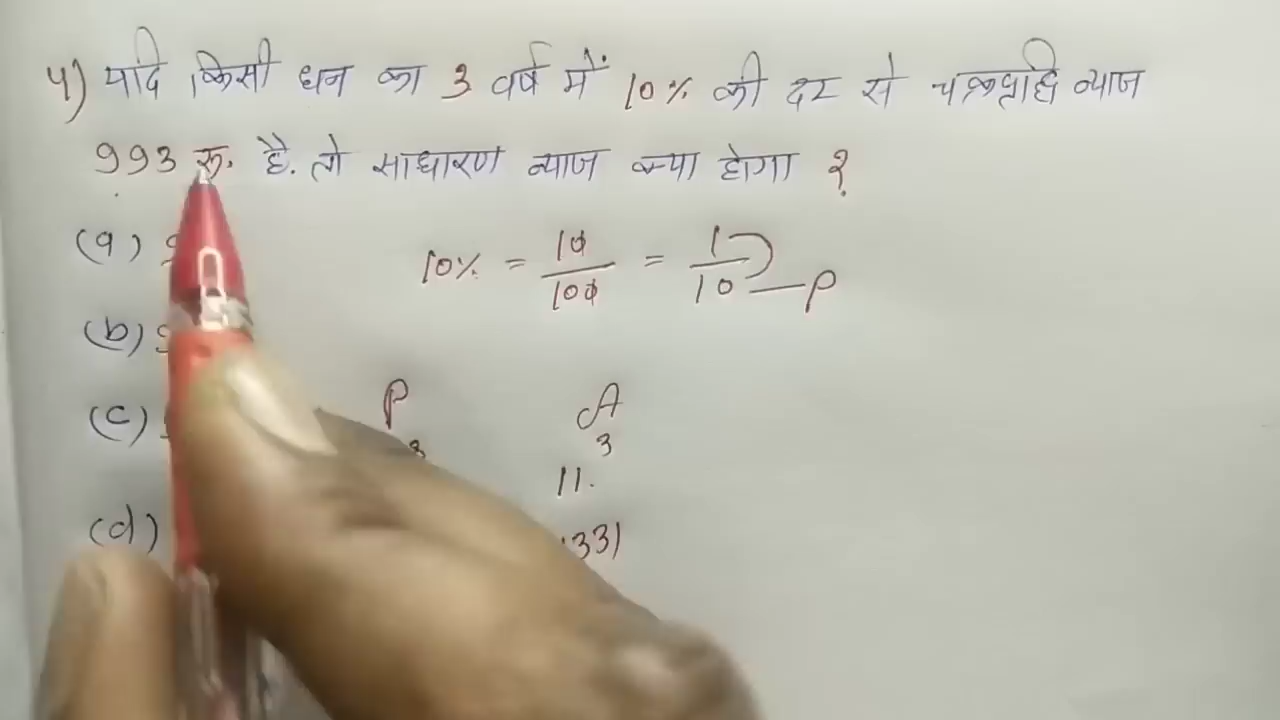 4) यदि किसी धन का 3 वर्ष में 10% की दर से चक्रवृद्धि ब्याज
993 रू. है. तो साधारण ब्याज क्या होगा ?
(a)
10% = 10/100 = 1/10 P
(b)
(c) P A
3 3
11.
(d) 331